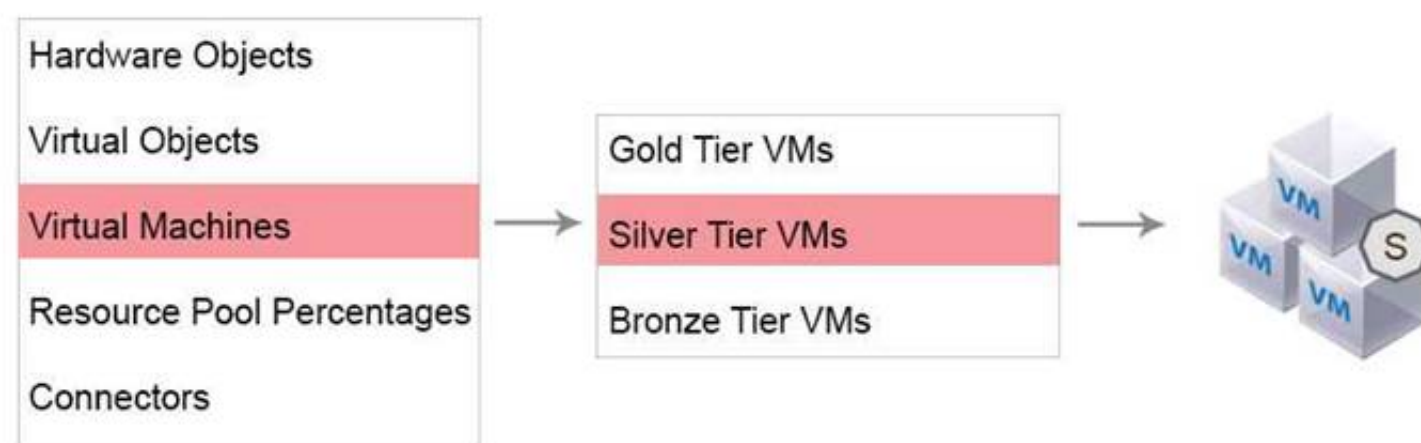 Hardware Objects
Virtual Objects
Virtual Machines
Resource Pool Percentages
Connectors
Gold Tier VMs
Silver Tier VMs
Bronze Tier VMs
VM
VM
VM
S